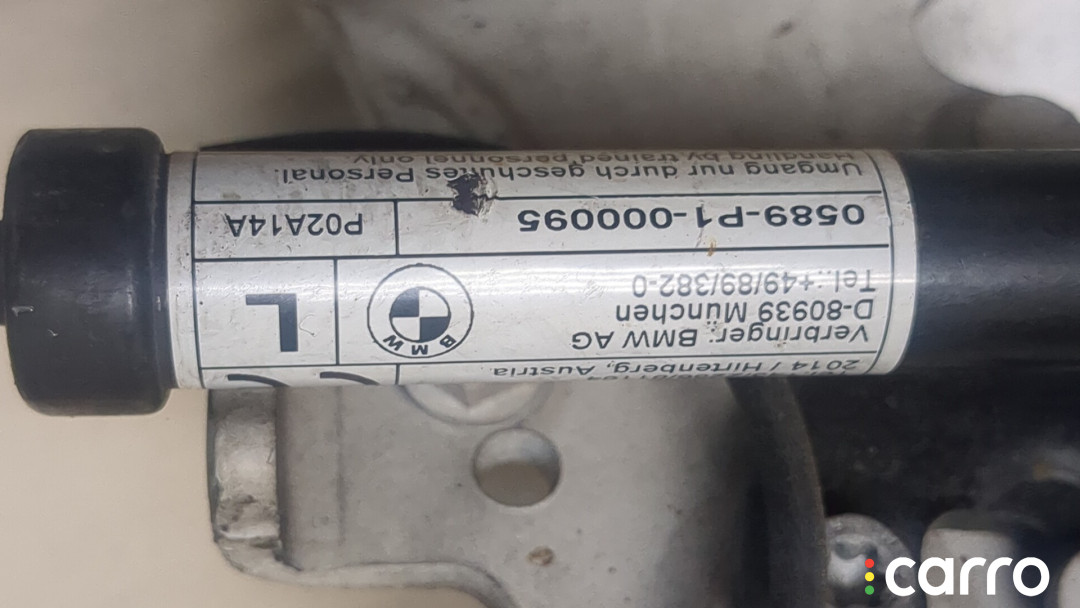 2014 / Hirtenberg, Austria
Verbringer: BMW AG
D-80939 München
Tel.:+49/89/382-0
BMW
L
0589-P1-000095
P02A14A
Umgang nur durch geschultes Personal.
Handling by trained personnel only.
carro